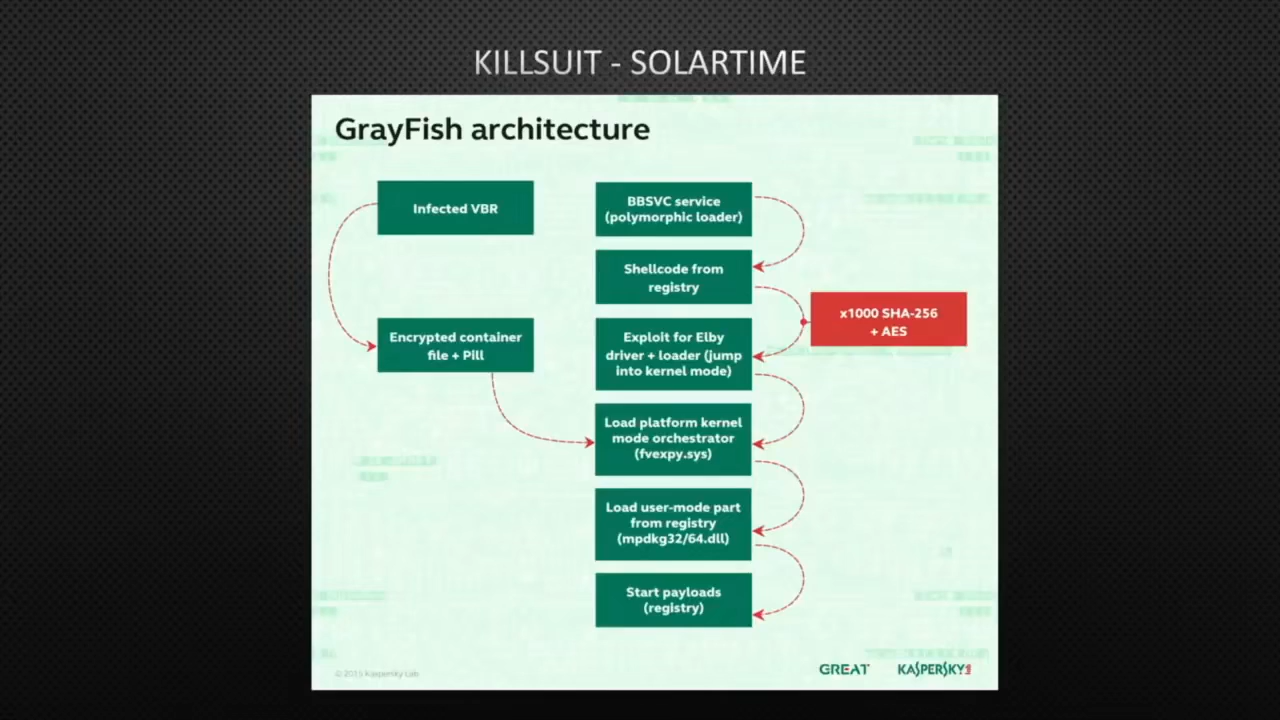 KILLSUIT - SOLARTIME
GrayFish architecture
Infected VBR
Encrypted container
file + Pill
BBSVC service
(polymorphic loader)
Shellcode from
registry
x1000 SHA-256
+ AES
Exploit for Elby
driver + loader (jump
into kernel mode)
Load platform kernel
mode orchestrator
(fvexpy.sys)
Load user-mode part
from registry
(mpdkg32/64.dll)
Start payloads
(registry)
© 2015 Kaspersky Lab
GREAT
KASPERSKY